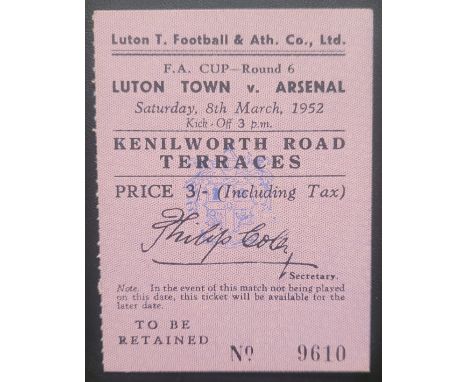 Luton T. Football & Ath. Co., Ltd.
F.A. CUP—Round 6
LUTON TOWN v. ARSENAL
Saturday, 8th March, 1952
Kick-Off 3 p.m.
KENILWORTH ROAD
TERRACES
PRICE 3/- (Including Tax)
Philip Coley
Secretary.
Note. In the event of this match not being played
on this date, this ticket will be available for the
later date.
TO BE
RETAINED
No 9610